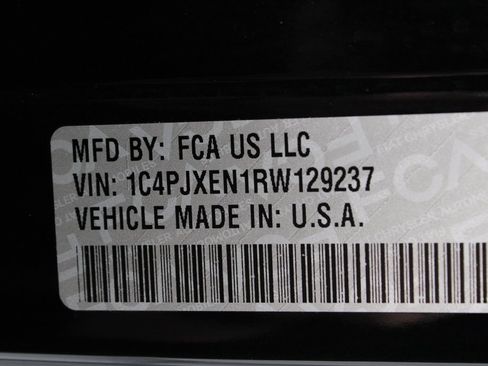 MFD BY: FCA US LLC
VIN: 1C4PJXEN1RW129237
VEHICLE MADE IN: U.S.A.